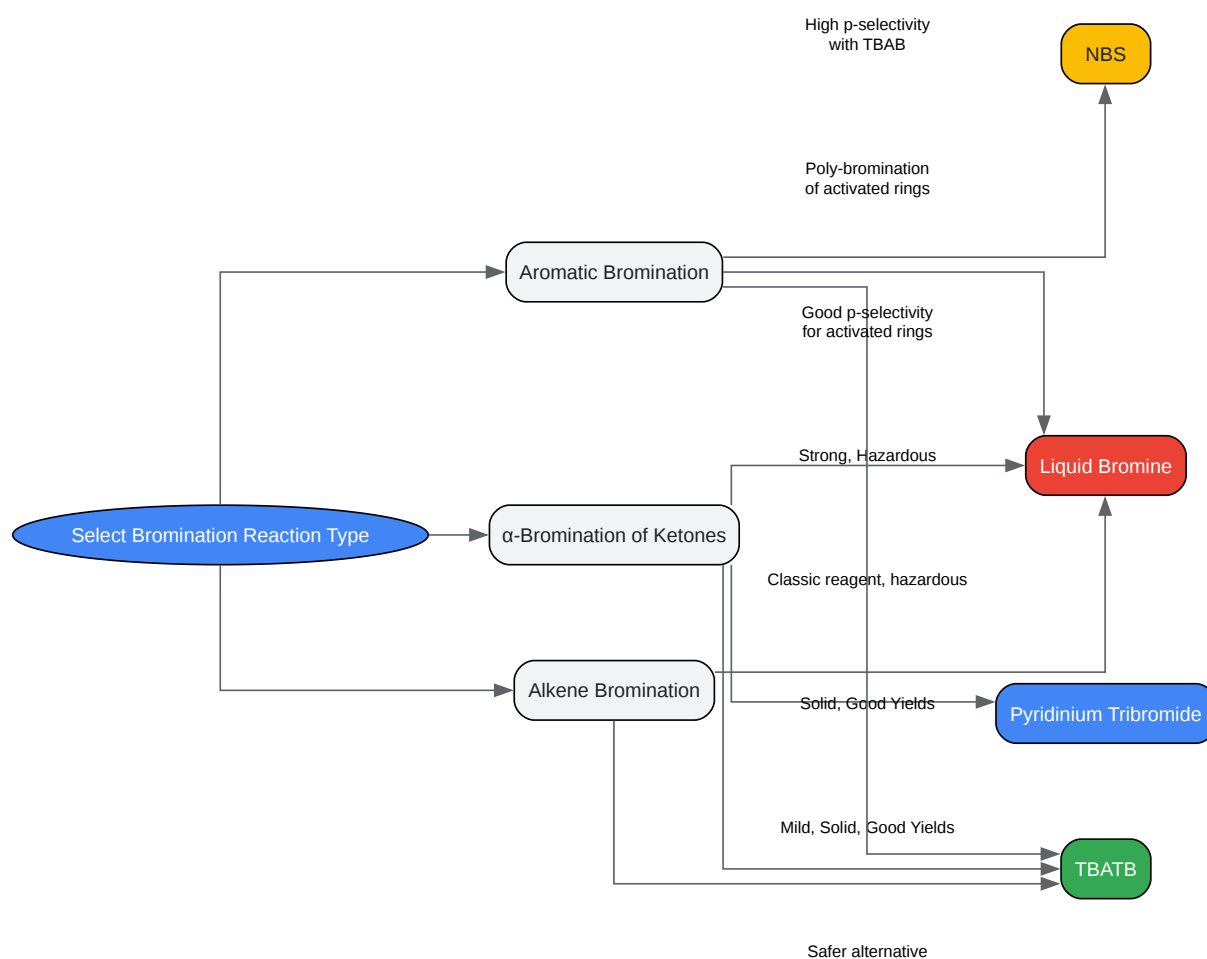 High p-selectivity
with TBAB
NBS
Poly-bromination
of activated rings
Aromatic Bromination
Good p-selectivity
for activated rings
Strong, Hazardous
Liquid Bromine
Select Bromination Reaction Type
α-Bromination of Ketones
Classic reagent, hazardous
Alkene Bromination
Solid, Good Yields
Pyridinium Tribromide
Mild, Solid, Good Yields
TBATB
Safer alternative